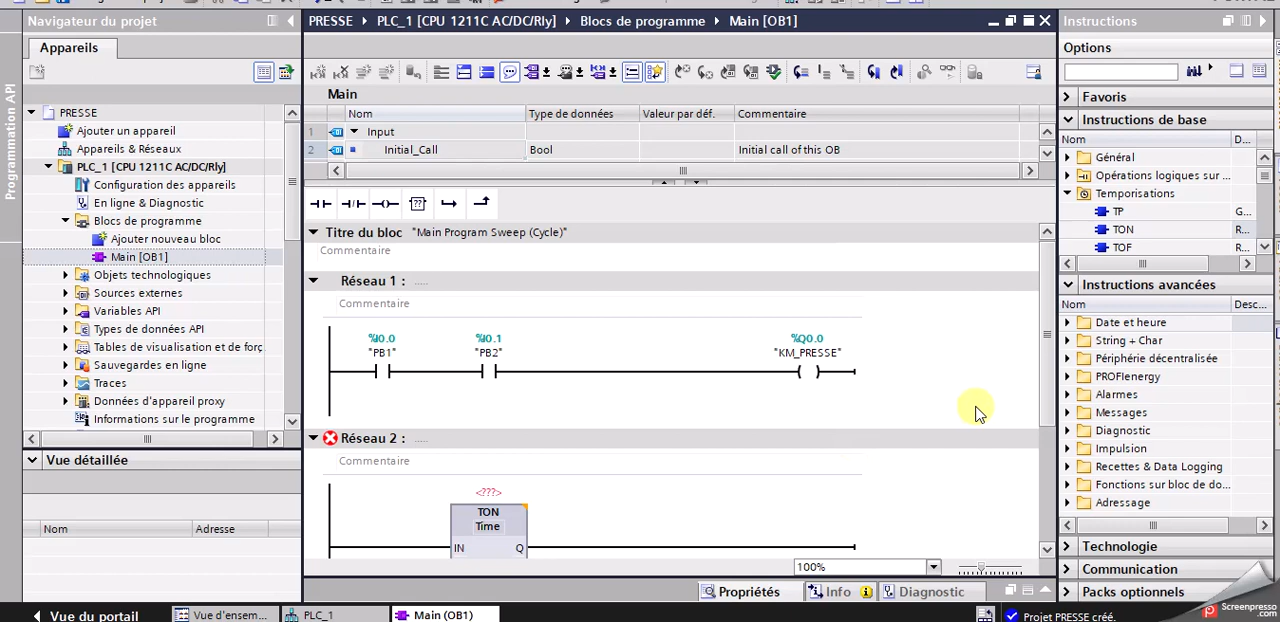 Navigateur du projet
Appareils
Programmation API
PRESSE
Ajouter un appareil
Appareils & Réseaux
PLC_1 [CPU 1211C AC/DC/Rly]
Configuration des appareils
En ligne & Diagnostic
Blocs de programme
Ajouter nouveau bloc
Main [OB1]
Objets technologiques
Sources externes
Variables API
Types de données API
Tables de visualisation et de forç
Sauvegardes en ligne
Traces
Données d'appareil proxy
Informations sur le programme
Vue détaillée
Nom Adresse
PRESSE PLC_1 [CPU 1211C AC/DC/Rly] Blocs de programme Main [OB1]
Main
Nom Type de données Valeur par déf. Commentaire
1 Input
2 Initial_Call Bool Initial call of this OB
??
Titre du bloc : "Main Program Sweep (Cycle)"
Commentaire
Réseau 1 : .....
Commentaire
%I0.0 %I0.1 %Q0.0
"PB1" "PB2" "KM_PRESSE"
Réseau 2 : .....
Commentaire
<???>
TON
Time
IN Q
100%
Propriétés Info Diagnostic
Instructions
Options
Favoris
Instructions de base
Nom D...
Général
Opérations logiques sur ...
Temporisations
TP G...
TON R...
TOF R...
Instructions avancées
Nom Desc...
Date et heure
String + Char
Périphérie décentralisée
PROFIenergy
Alarmes
Messages
Diagnostic
Impulsion
Recettes & Data Logging
Fonctions sur bloc de do...
Adressage
Technologie
Communication
Packs optionnels
Vue du portail Vue d'ensem... PLC_1 Main (OB1) Projet PRESSE créé.
Screenpresso
.com